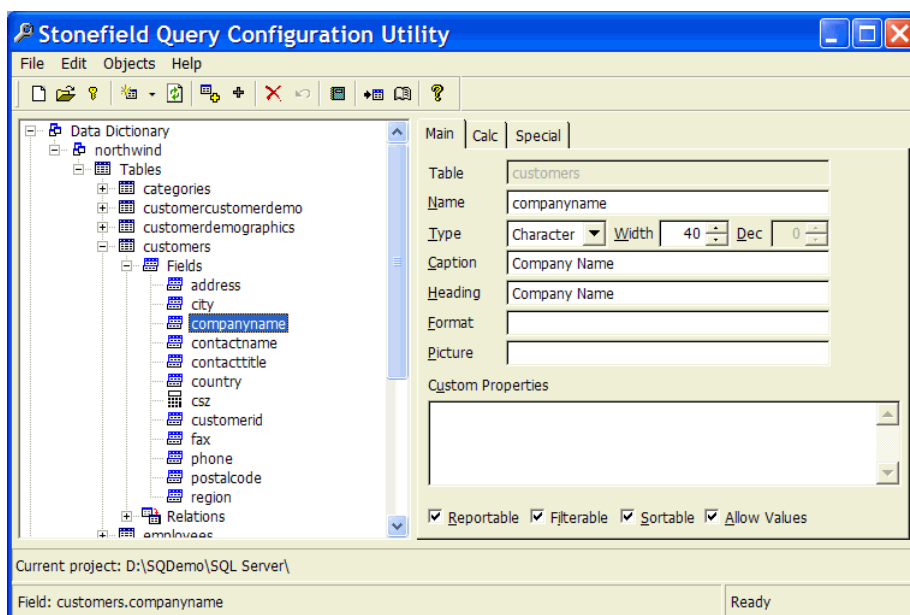 Stonefield Query Configuration Utility
File Edit Objects Help
Data Dictionary
northwind
Tables
categories
customercustomerdemo
customerdemographics
customers
Fields
address
city
companyname
contactname
contacttitle
country
csz
customerid
fax
phone
postalcode
region
Relations
employees
Main Calc Special
Table customers
Name companyname
Type Character Width 40 Dec 0
Caption Company Name
Heading Company Name
Format
Picture
Custom Properties
Reportable Filterable Sortable Allow Values
Current project: D:\SQDemo\SQL Server\
Field: customers.companyname Ready